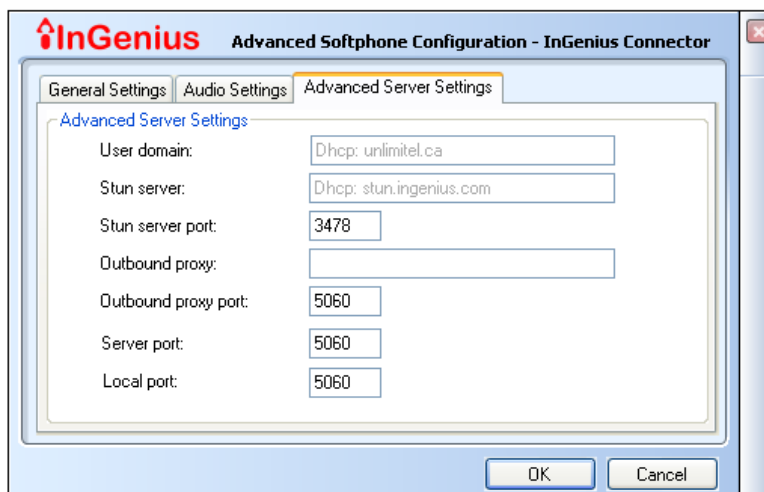 InGenius Advanced Softphone Configuration - InGenius Connector
General Settings Audio Settings Advanced Server Settings
Advanced Server Settings
User domain: Dhcp: unlimitel.ca
Stun server: Dhcp: stun.ingenius.com
Stun server port: 3478
Outbound proxy:
Outbound proxy port: 5060
Server port: 5060
Local port: 5060
OK Cancel